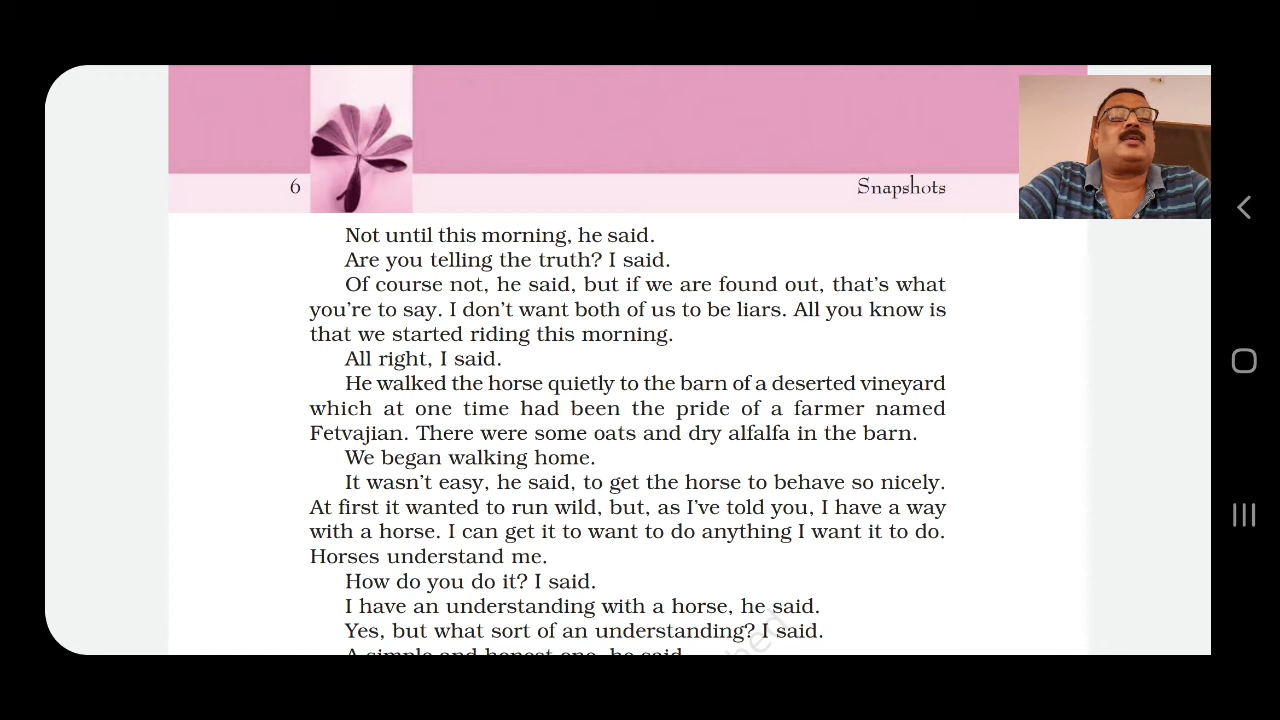 6
Snapshots
Not until this morning, he said.
Are you telling the truth? I said.
Of course not, he said, but if we are found out, that's what
you're to say. I don't want both of us to be liars. All you know is
that we started riding this morning.
All right, I said.
He walked the horse quietly to the barn of a deserted vineyard
which at one time had been the pride of a farmer named
Fetvajian. There were some oats and dry alfalfa in the barn.
We began walking home.
It wasn't easy, he said, to get the horse to behave so nicely.
At first it wanted to run wild, but, as I've told you, I have a way
with a horse. I can get it to want to do anything I want it to do.
Horses understand me.
How do you do it? I said.
I have an understanding with a horse, he said.
Yes, but what sort of an understanding? I said.
A simple and honest one, he said.